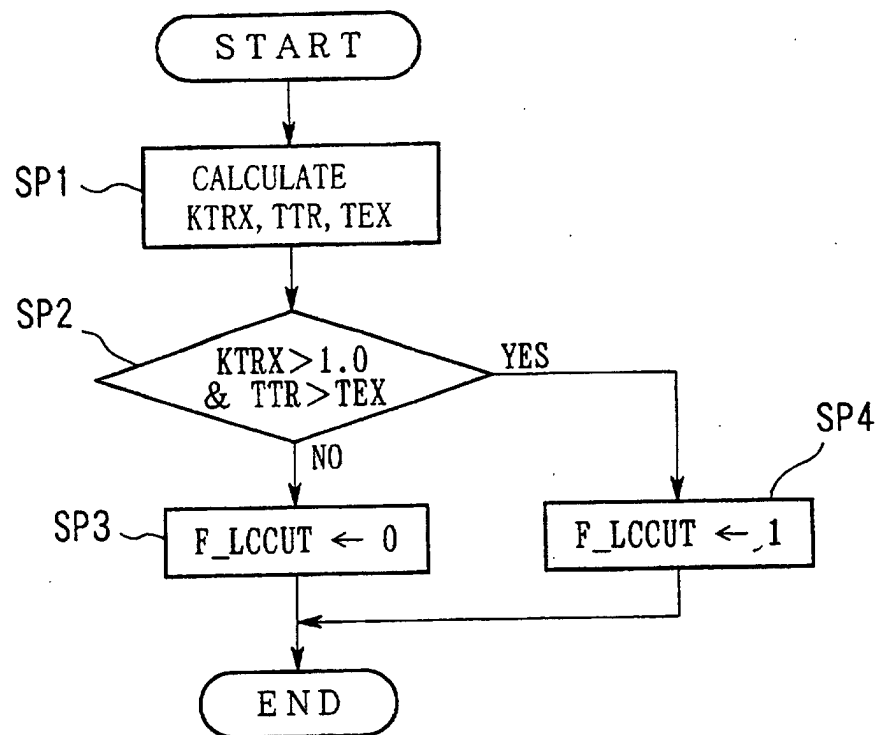 START
SP1
CALCULATE
KTRX, TTR, TEX
SP2
KTRX>1.0
& TTR>TEX
YES
NO
SP3
F_LCCUT ← 0
SP4
F_LCCUT ← 1
END